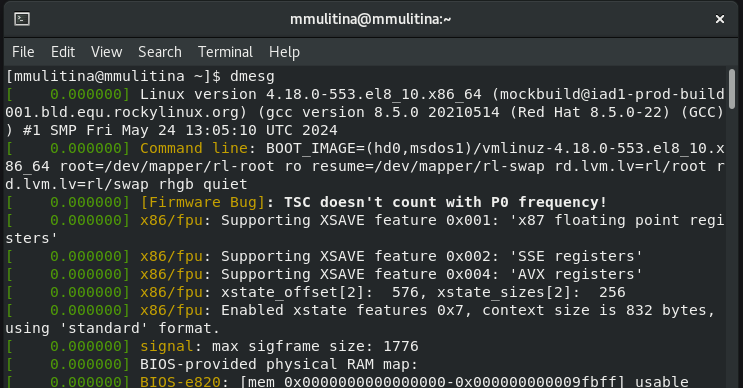 mmulitina@mmulitina:~
File Edit View Search Terminal Help
[mmulitina@mmulitina ~]$ dmesg
[    0.000000] Linux version 4.18.0-553.el8_10.x86_64 (mockbuild@iad1-prod-build
001.bld.equ.rockylinux.org) (gcc version 8.5.0 20210514 (Red Hat 8.5.0-22) (GCC)
) #1 SMP Fri May 24 13:05:10 UTC 2024
[    0.000000] Command line: BOOT_IMAGE=(hd0,msdos1)/vmlinuz-4.18.0-553.el8_10.x
86_64 root=/dev/mapper/rl-root ro resume=/dev/mapper/rl-swap rd.lvm.lv=rl/root r
d.lvm.lv=rl/swap rhgb quiet
[    0.000000] [Firmware Bug]: TSC doesn't count with P0 frequency!
[    0.000000] x86/fpu: Supporting XSAVE feature 0x001: 'x87 floating point regi
sters'
[    0.000000] x86/fpu: Supporting XSAVE feature 0x002: 'SSE registers'
[    0.000000] x86/fpu: Supporting XSAVE feature 0x004: 'AVX registers'
[    0.000000] x86/fpu: xstate_offset[2]:  576, xstate_sizes[2]:  256
[    0.000000] x86/fpu: Enabled xstate features 0x7, context size is 832 bytes,
using 'standard' format.
[    0.000000] signal: max sigframe size: 1776
[    0.000000] BIOS-provided physical RAM map:
[    0.000000] BIOS-e820: [mem 0x0000000000000000-0x000000000009fbff] usable